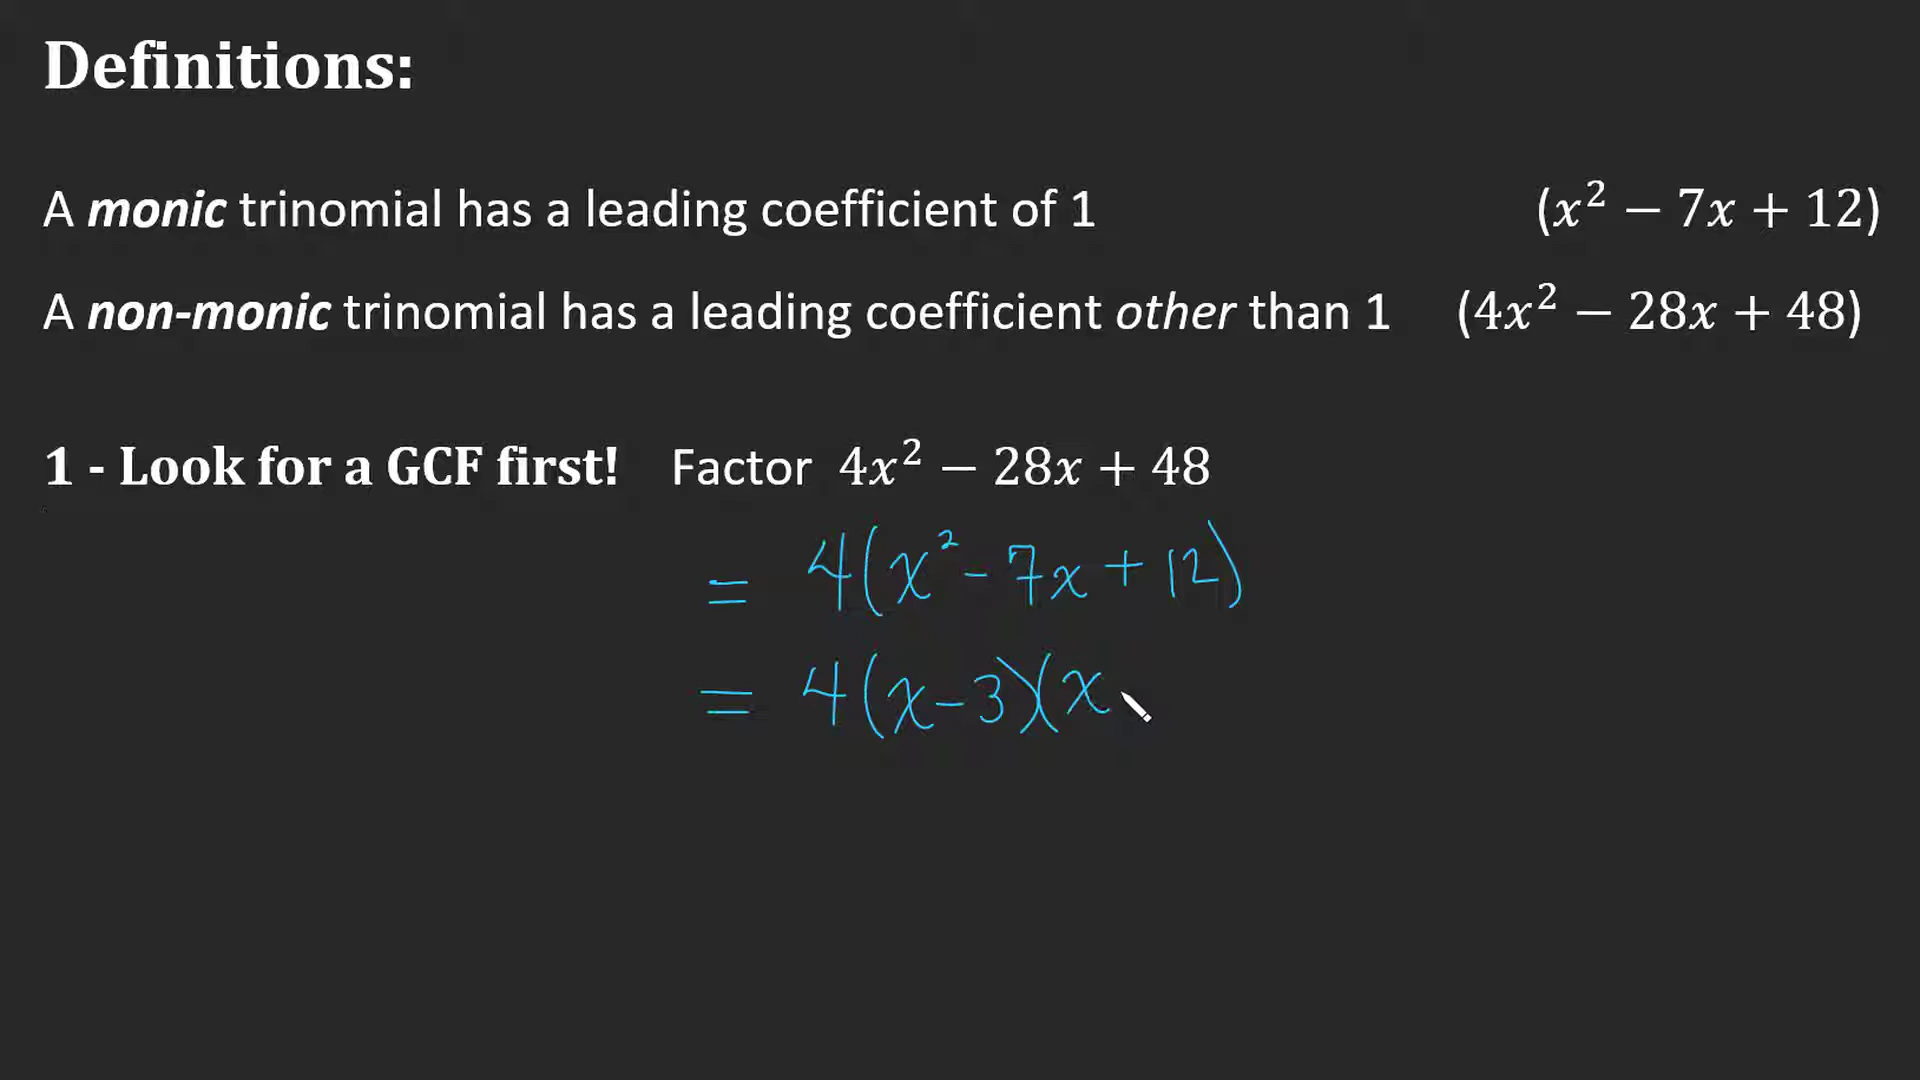 Definitions:
A monic trinomial has a leading coefficient of 1 (x² − 7x + 12)
A non-monic trinomial has a leading coefficient other than 1 (4x² − 28x + 48)
1 - Look for a GCF first! Factor 4x² − 28x + 48
= 4(x² - 7x + 12)
= 4(x - 3)(x